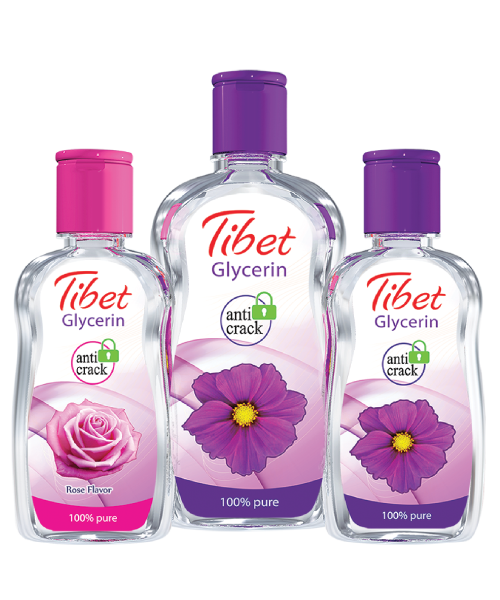 Tibet
Glycerin
anti
crack
Rose Flavor
100% pure
Tibet
Glycerin
anti
crack
100% pure
Tibet
Glycerin
anti
crack
100% pure